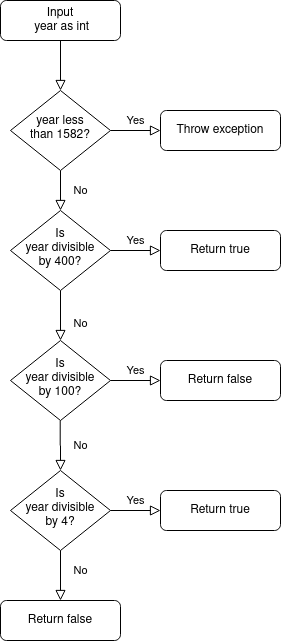 Input
year as int
year less
than 1582?
Yes
Throw exception
No
Is
year divisible
by 400?
Yes
Return true
No
Is
year divisible
by 100?
Yes
Return false
No
Is
year divisible
by 4?
Yes
Return true
No
Return false